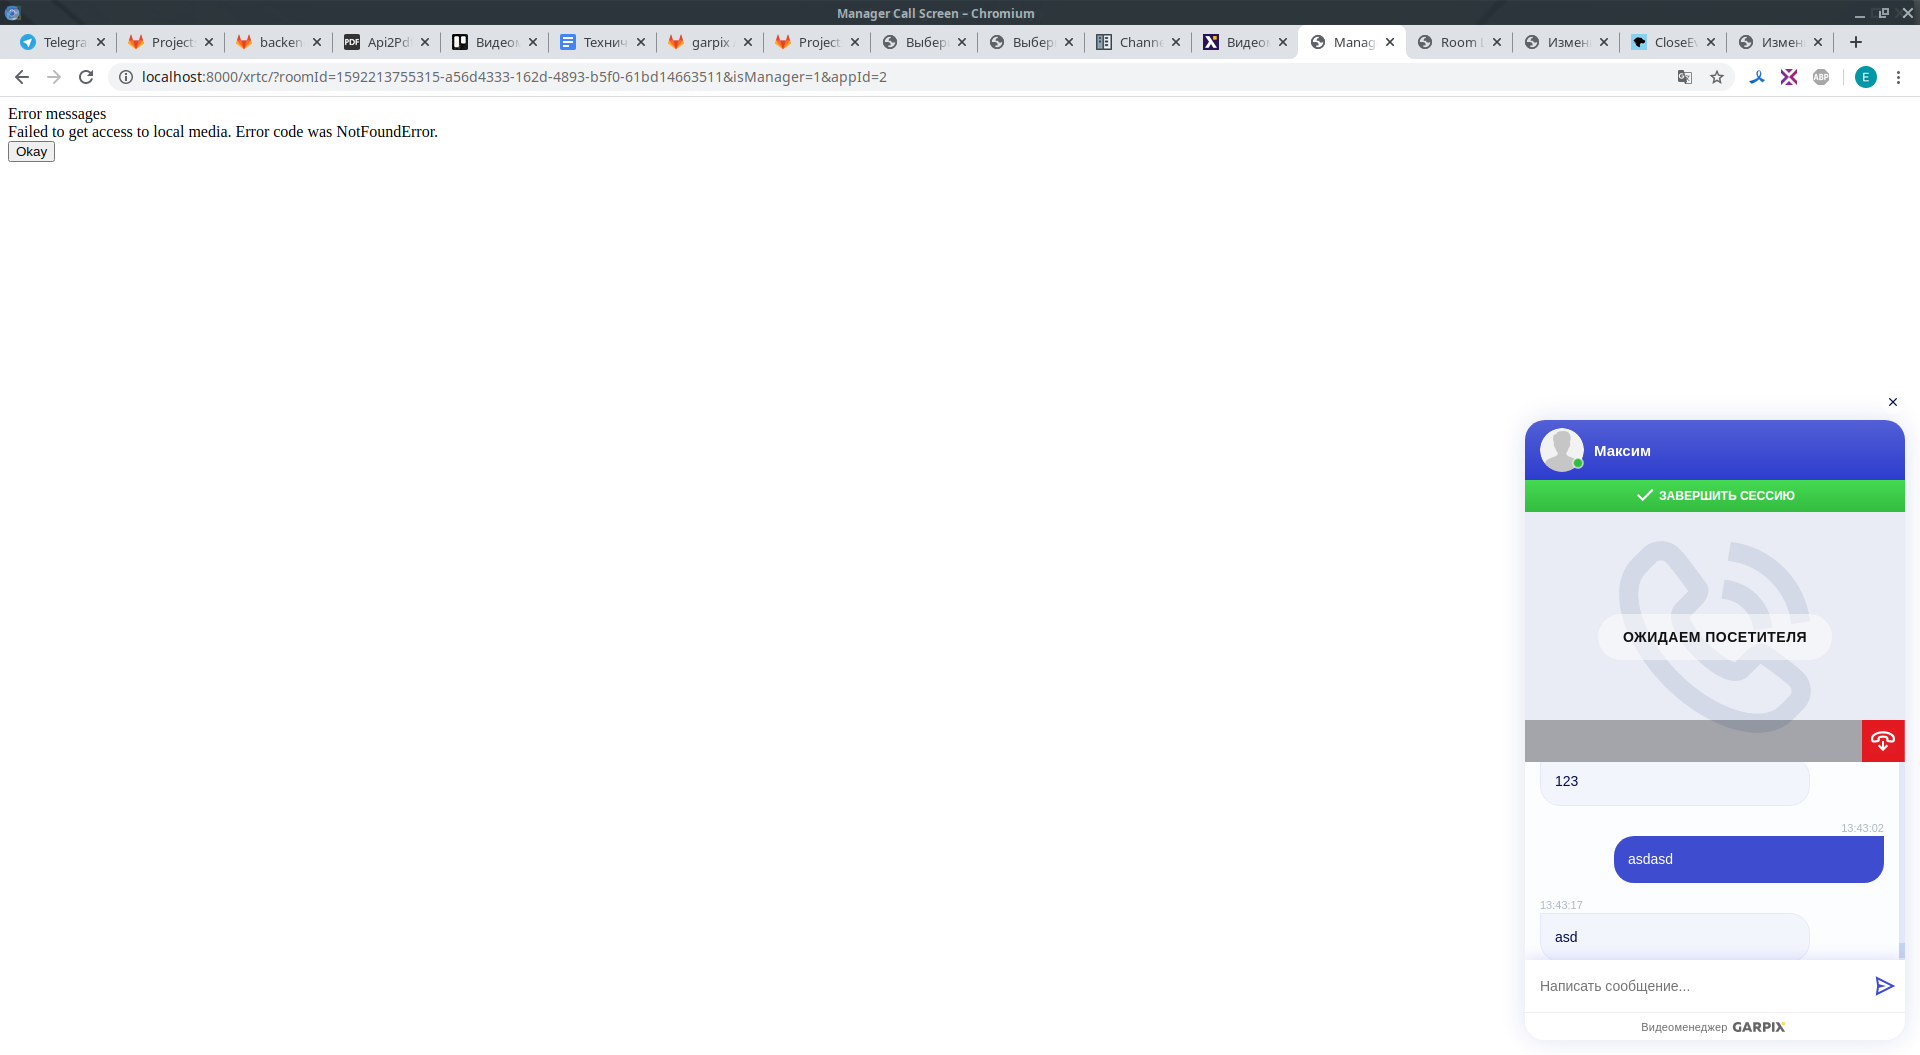 Manager Call Screen – Chromium
Telegra
Project
backen
Api2Pd
Видео
Технич
garpix
Project
Выбер
Выбер
Chann
Видео
Manag
Room
Измен
CloseEv
Измен
localhost:8000/xrtc/?roomId=1592213755315-a56d4333-162d-4893-b5f0-61bd14663511&isManager=1&appId=2
ABP
E
Error messages
Failed to get access to local media. Error code was NotFoundError.
Okay
Максим
ЗАВЕРШИТЬ СЕССИЮ
ОЖИДАЕМ ПОСЕТИТЕЛЯ
123
13:43:02
asdasd
13:43:17
asd
Написать сообщение...
Видеоменеджер GARPIX